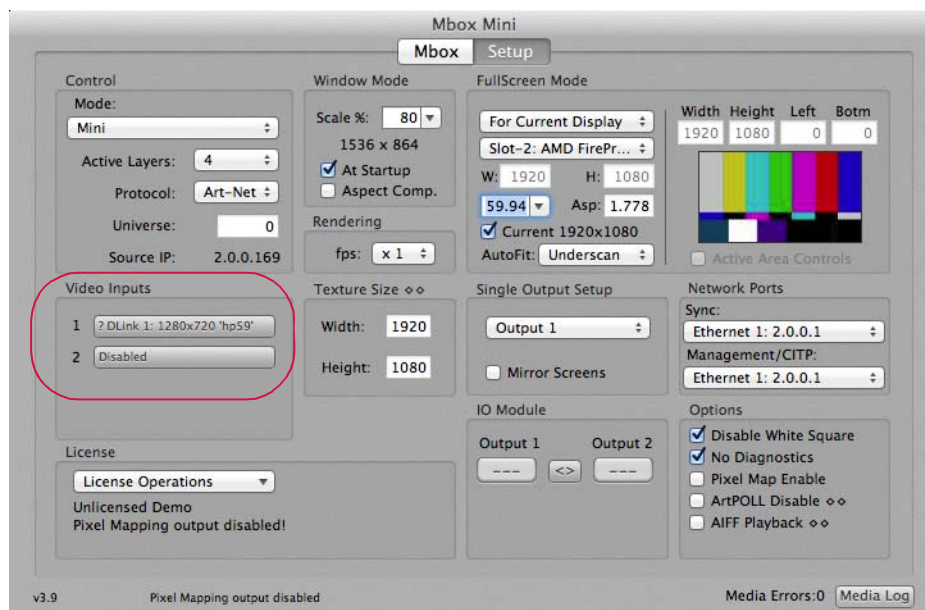 Mbox Mini
Mbox Setup
Control
Mode:
Mini
Active Layers: 4
Protocol: Art-Net
Universe: 0
Source IP: 2.0.0.169
Window Mode
Scale %: 80
1536 x 864
At Startup
Aspect Comp.
Rendering
fps: x 1
FullScreen Mode
For Current Display
Slot-2: AMD FirePr...
W: 1920 H: 1080
59.94 Asp: 1.778
Current 1920x1080
AutoFit: Underscan
Width Height Left Botm
1920 1080 0 0
Active Area Controls
Video Inputs
1 ? DLink 1: 1280x720 'hp59'
2 Disabled
Texture Size ◇◇
Width: 1920
Height: 1080
Single Output Setup
Output 1
Mirror Screens
Network Ports
Sync:
Ethernet 1: 2.0.0.1
Management/CITP:
Ethernet 1: 2.0.0.1
License
License Operations
Unlicensed Demo
Pixel Mapping output disabled!
IO Module
Output 1 Output 2
--- <> ---
Options
Disable White Square
No Diagnostics
Pixel Map Enable
ArtPOLL Disable ◇◇
AIFF Playback ◇◇
v3.9 Pixel Mapping output disabled Media Errors:0 Media Log